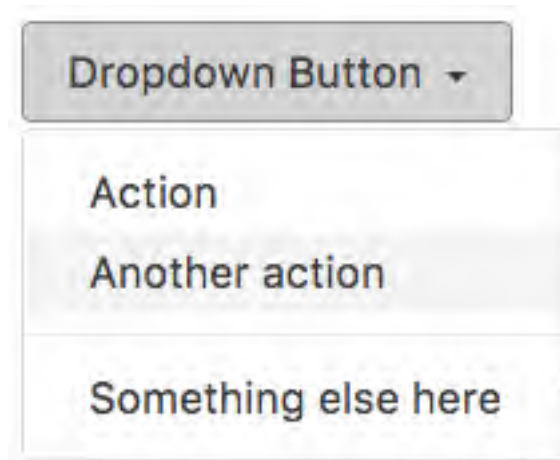 Dropdown Button
Action
Another action
Something else here